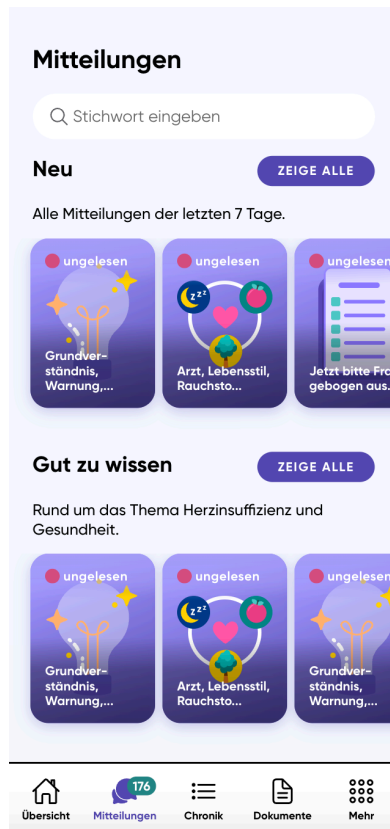 Mitteilungen
Stichwort eingeben
Neu
ZEIGE ALLE
Alle Mitteilungen der letzten 7 Tage.
ungelesen
Grundver-
ständnis,
Warnung,...
ungelesen
zzz
Arzt, Lebensstil,
Rauchsto...
ungelesen
Jetzt bitte Fra
gebogen aus.
Gut zu wissen
ZEIGE ALLE
Rund um das Thema Herzinsuffizienz und
Gesundheit.
ungelesen
Grundver-
ständnis,
Warnung,...
ungelesen
zzz
Arzt, Lebensstil,
Rauchsto...
ungelesen
Grundver-
ständnis,
Warnung,...
176
Übersicht
Mitteilungen
Chronik
Dokumente
Mehr